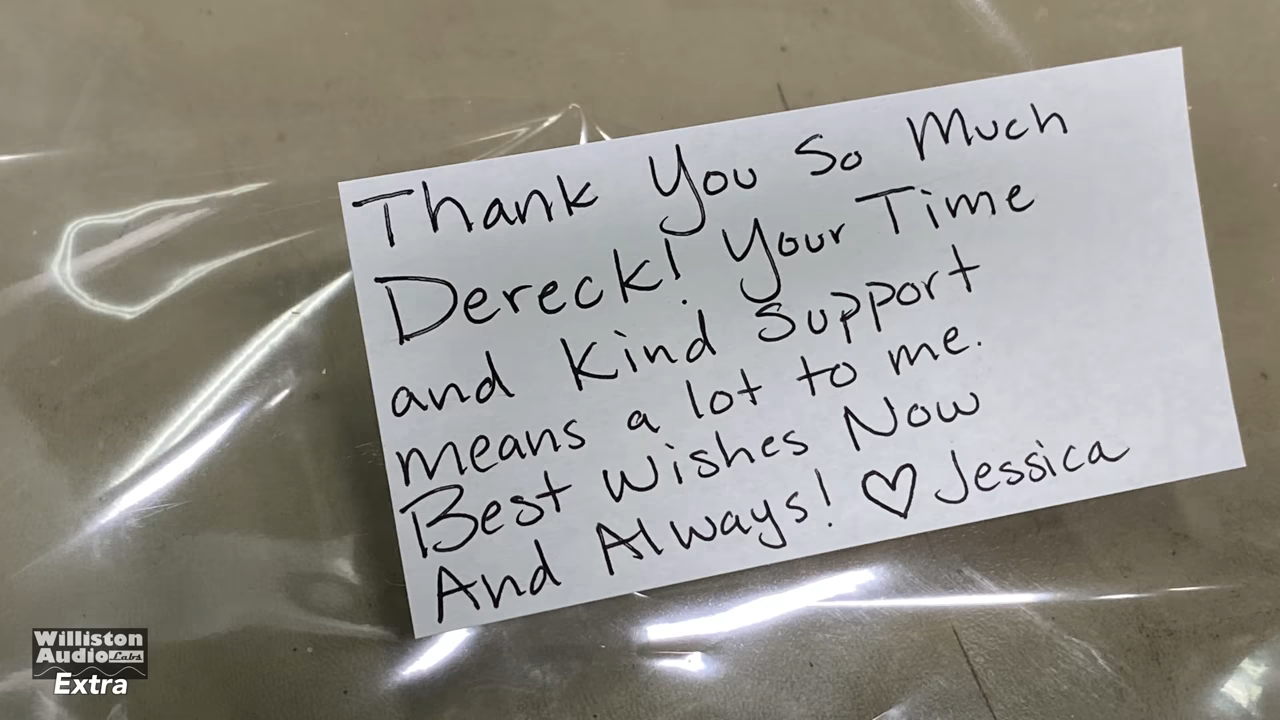 Thank You So Much
Dereck! Your Time
and Kind Support
means a lot to me.
Best Wishes Now
And Always! ♡ Jessica
Williston
Audio Labs
Extra